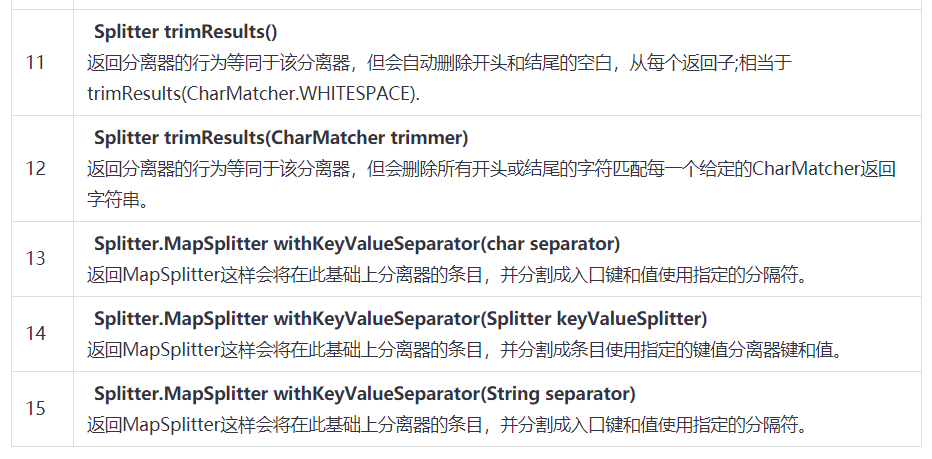 11
Splitter trimResults()
返回分离器的行为等同于该分离器，但会自动删除开头和结尾的空白，从每个返回子;相当于
trimResults(CharMatcher.WHITESPACE).
12
Splitter trimResults(CharMatcher trimmer)
返回分离器的行为等同于该分离器，但会删除所有开头或结尾的字符匹配每一个给定的CharMatcher返回
字符串。
13
Splitter.MapSplitter withKeyValueSeparator(char separator)
返回MapSplitter这样会将在此基础上分离器的条目，并分割成入口键和值使用指定的分隔符。
14
Splitter.MapSplitter withKeyValueSeparator(Splitter keyValueSplitter)
返回MapSplitter这样会将在此基础上分离器的条目，并分割成条目使用指定的键值分离器键和值。
15
Splitter.MapSplitter withKeyValueSeparator(String separator)
返回MapSplitter这样会将在此基础上分离器的条目，并分割成入口键和值使用指定的分隔符。